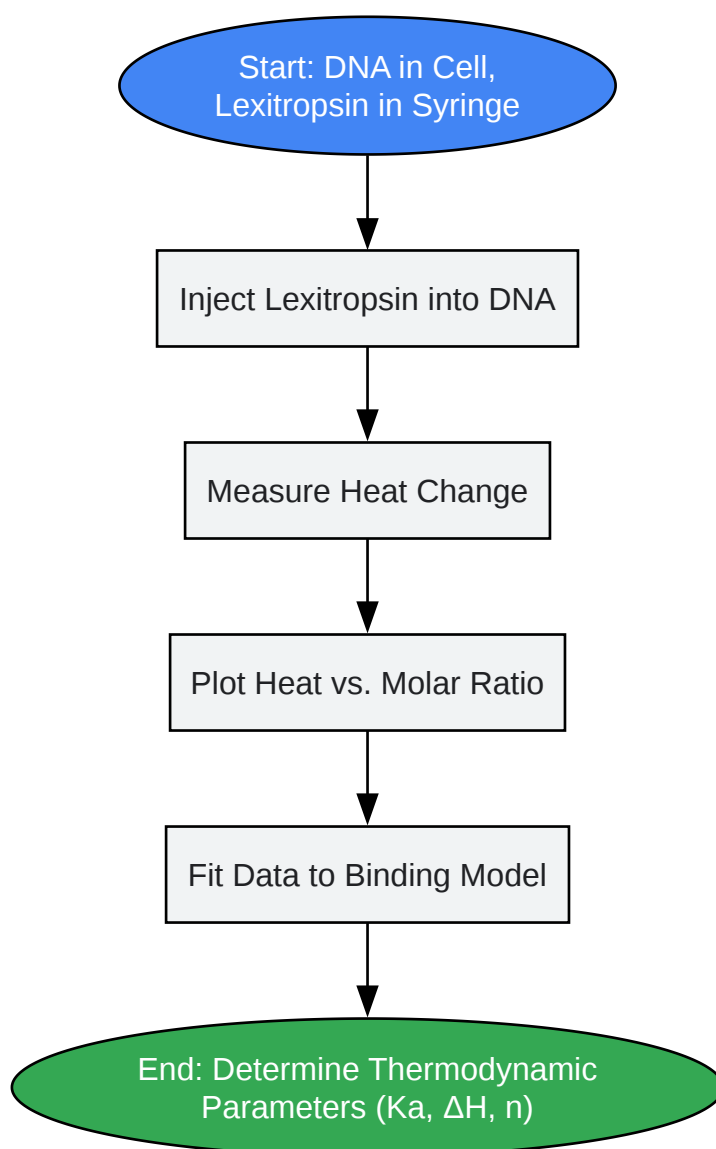 Start: DNA in Cell,
Lexitropsin in Syringe
Inject Lexitropsin into DNA
Measure Heat Change
Plot Heat vs. Molar Ratio
Fit Data to Binding Model
End: Determine Thermodynamic
Parameters (Ka, ΔH, n)